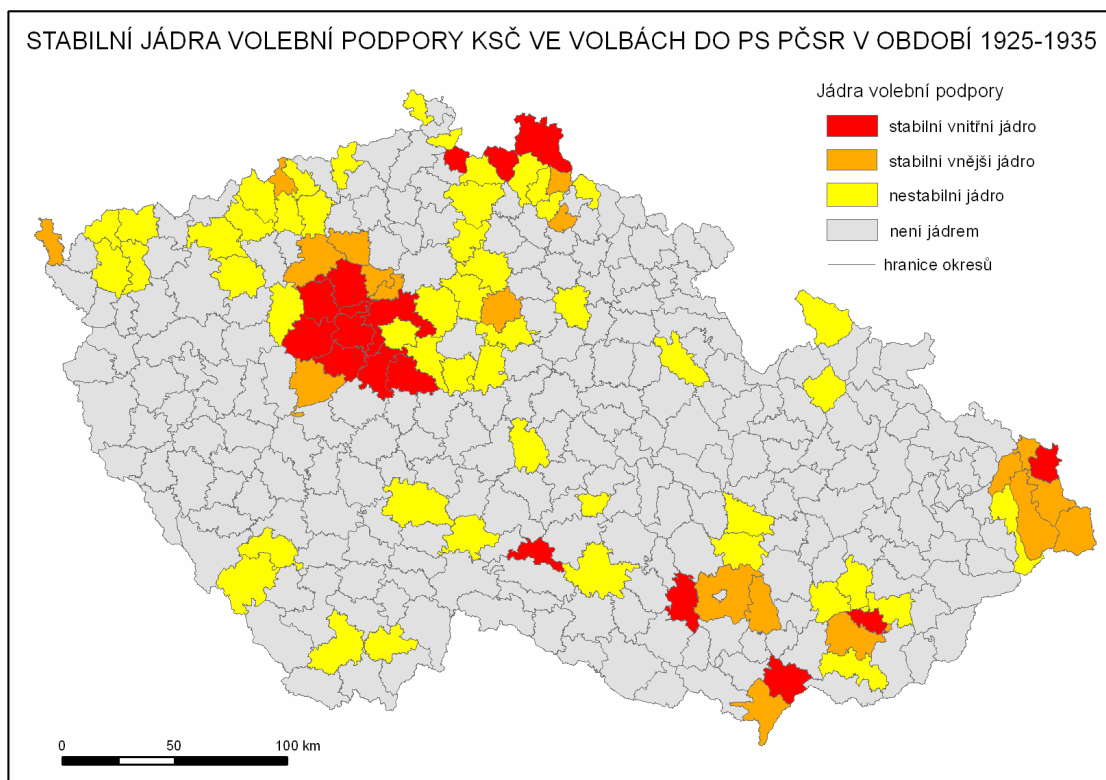 STABILNÍ JÁDRA VOLEBNÍ PODPORY KSČ VE VOLBÁCH DO PS PČSR V OBDOBÍ 1925-1935
Jádra volební podpory
stabilní vnitřní jádro
stabilní vnější jádro
nestabilní jádro
není jádrem
hranice okresů
0 50 100 km